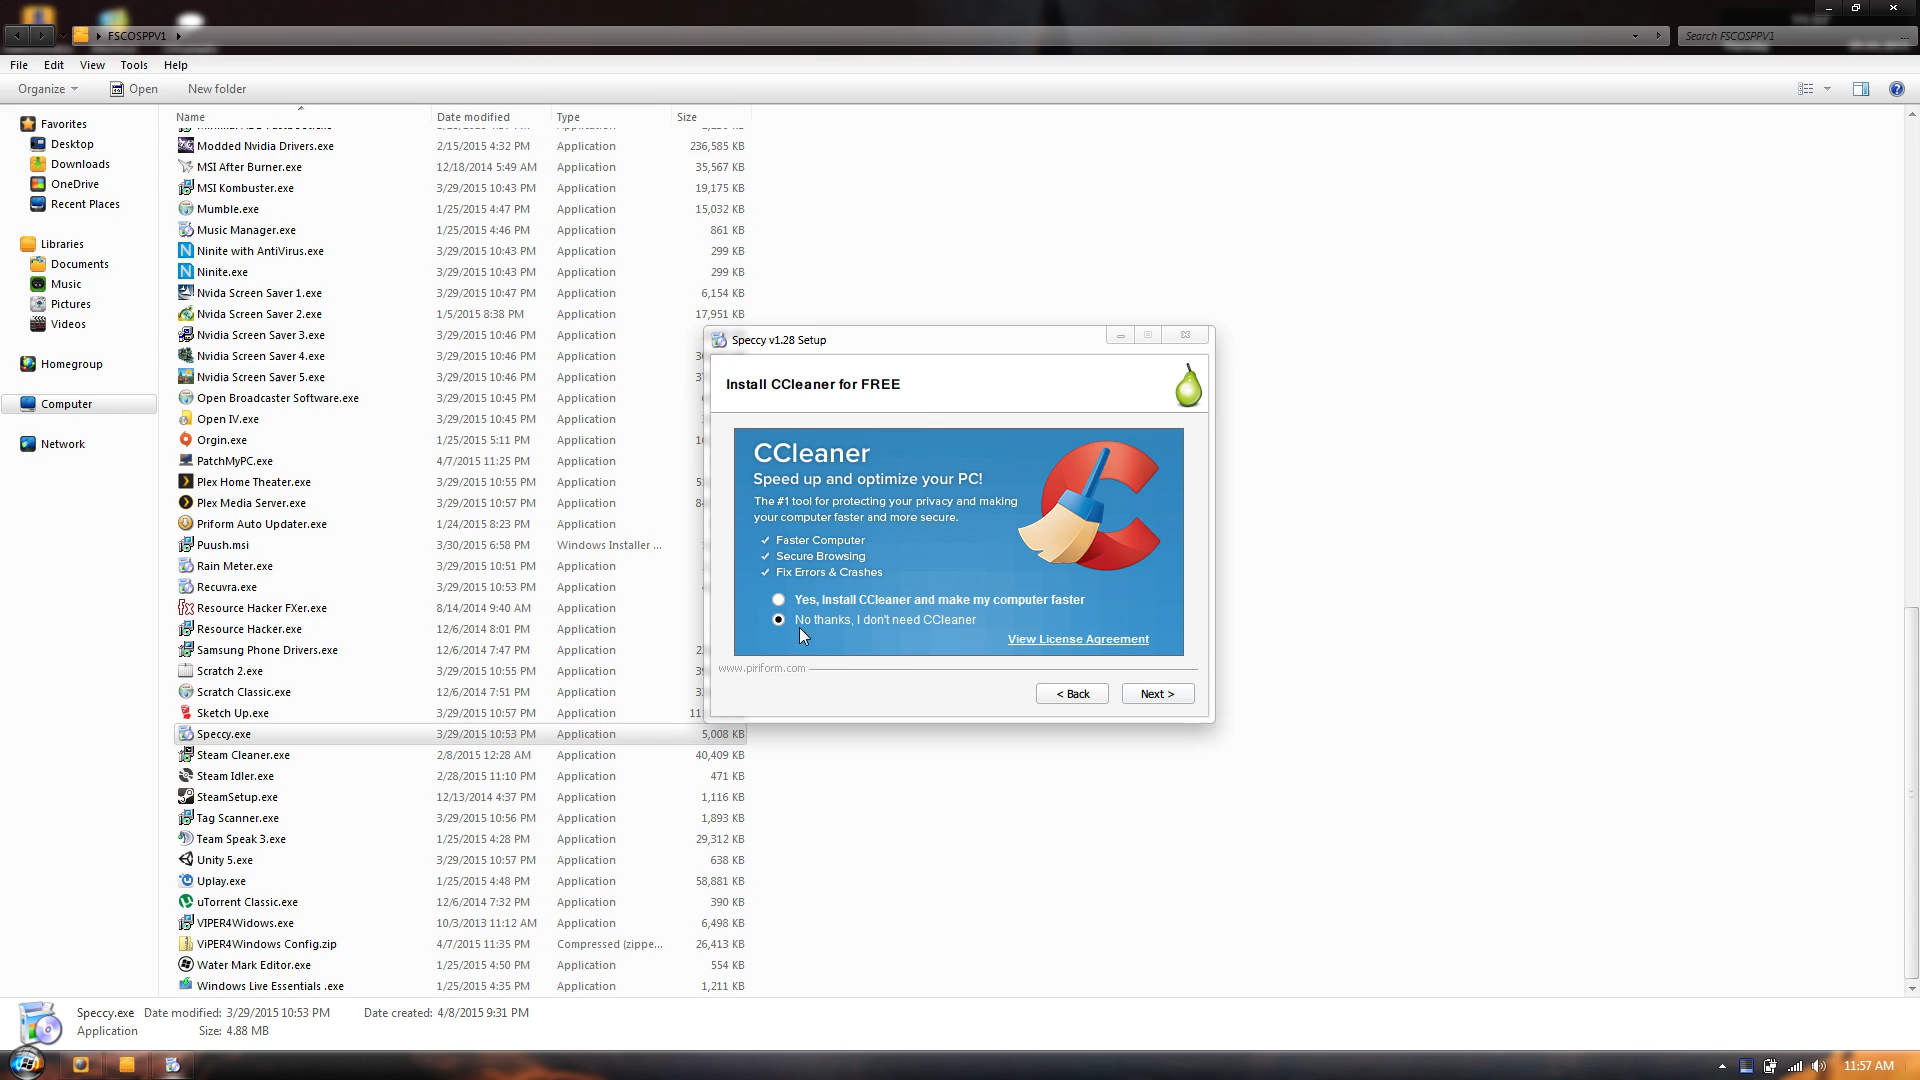 FSCOSPPV1
Search FSCOSPPV1
File Edit View Tools Help
Organize Open New folder
Name Date modified Type Size
Favorites
Desktop
Downloads
OneDrive
Recent Places
Libraries
Documents
Music
Pictures
Videos
Homegroup
Computer
Network
Modded Nvidia Drivers.exe 2/15/2015 4:32 PM Application 236,585 KB
MSI After Burner.exe 12/18/2014 5:49 AM Application 35,567 KB
MSI Kombuster.exe 3/29/2015 10:43 PM Application 19,175 KB
Mumble.exe 1/25/2015 4:47 PM Application 15,032 KB
Music Manager.exe 1/25/2015 4:46 PM Application 861 KB
Ninite with AntiVirus.exe 3/29/2015 10:43 PM Application 299 KB
Ninite.exe 3/29/2015 10:43 PM Application 299 KB
Nvida Screen Saver 1.exe 3/29/2015 10:47 PM Application 6,154 KB
Nvida Screen Saver 2.exe 1/5/2015 8:38 PM Application 17,951 KB
Nvidia Screen Saver 3.exe 3/29/2015 10:46 PM Application
Nvidia Screen Saver 4.exe 3/29/2015 10:46 PM Application
Nvidia Screen Saver 5.exe 3/29/2015 10:46 PM Application
Open Broadcaster Software.exe 3/29/2015 10:45 PM Application
Open IV.exe 3/29/2015 10:45 PM Application
Orgin.exe 1/25/2015 5:11 PM Application
PatchMyPC.exe 4/7/2015 11:25 PM Application
Plex Home Theater.exe 3/29/2015 10:55 PM Application
Plex Media Server.exe 3/29/2015 10:57 PM Application
Priform Auto Updater.exe 1/24/2015 8:23 PM Application
Puush.msi 3/30/2015 6:58 PM Windows Installer ...
Rain Meter.exe 3/29/2015 10:51 PM Application
Recuvra.exe 3/29/2015 10:53 PM Application
Resource Hacker FXer.exe 8/14/2014 9:40 AM Application
Resource Hacker.exe 12/6/2014 8:01 PM Application
Samsung Phone Drivers.exe 12/6/2014 7:47 PM Application
Scratch 2.exe 3/29/2015 10:55 PM Application
Scratch Classic.exe 12/6/2014 7:51 PM Application
Sketch Up.exe 3/29/2015 10:57 PM Application
Speccy.exe 3/29/2015 10:53 PM Application 5,008 KB
Steam Cleaner.exe 2/8/2015 12:28 AM Application 40,409 KB
Steam Idler.exe 2/28/2015 11:10 PM Application 471 KB
SteamSetup.exe 12/13/2014 4:37 PM Application 1,116 KB
Tag Scanner.exe 3/29/2015 10:56 PM Application 1,893 KB
Team Speak 3.exe 1/25/2015 4:28 PM Application 29,312 KB
Unity 5.exe 3/29/2015 10:57 PM Application 638 KB
Uplay.exe 1/25/2015 4:48 PM Application 58,881 KB
uTorrent Classic.exe 12/6/2014 7:32 PM Application 390 KB
VIPER4Widows.exe 10/3/2013 11:12 AM Application 6,498 KB
ViPER4Windows Config.zip 4/7/2015 11:35 PM Compressed (zippe... 26,413 KB
Water Mark Editor.exe 1/25/2015 4:50 PM Application 554 KB
Windows Live Essentials .exe 1/25/2015 4:35 PM Application 1,211 KB
Speccy v1.28 Setup
Install CCleaner for FREE
CCleaner
Speed up and optimize your PC!
The #1 tool for protecting your privacy and making
your computer faster and more secure.
Faster Computer
Secure Browsing
Fix Errors & Crashes
Yes, Install CCleaner and make my computer faster
No thanks, I don't need CCleaner
View License Agreement
www.piriform.com
< Back Next >
Speccy.exe Date modified: 3/29/2015 10:53 PM Date created: 4/8/2015 9:31 PM
Application Size: 4.88 MB
11:57 AM